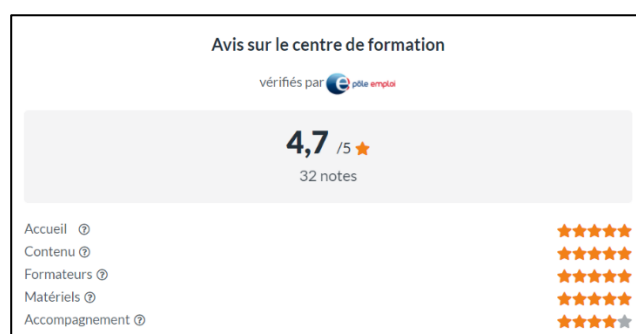 Avis sur le centre de formation
vérifiés par pôle emploi
4,7 /5
32 notes
Accueil
Contenu
Formateurs
Matériels
Accompagnement